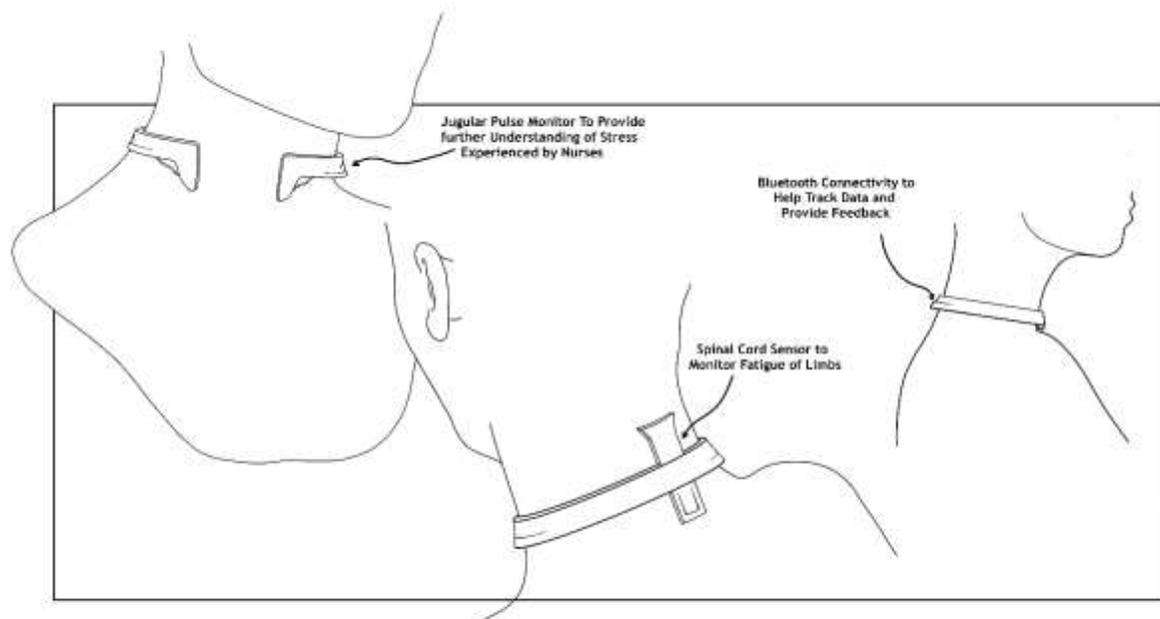 Jugular Pulse Monitor To Provide
further Understanding of Stress
Experienced by Nurses
Bluetooth Connectivity to
Help Track Data and
Provide Feedback
Spinal Cord Sensor to
Monitor Fatigue of Limbs